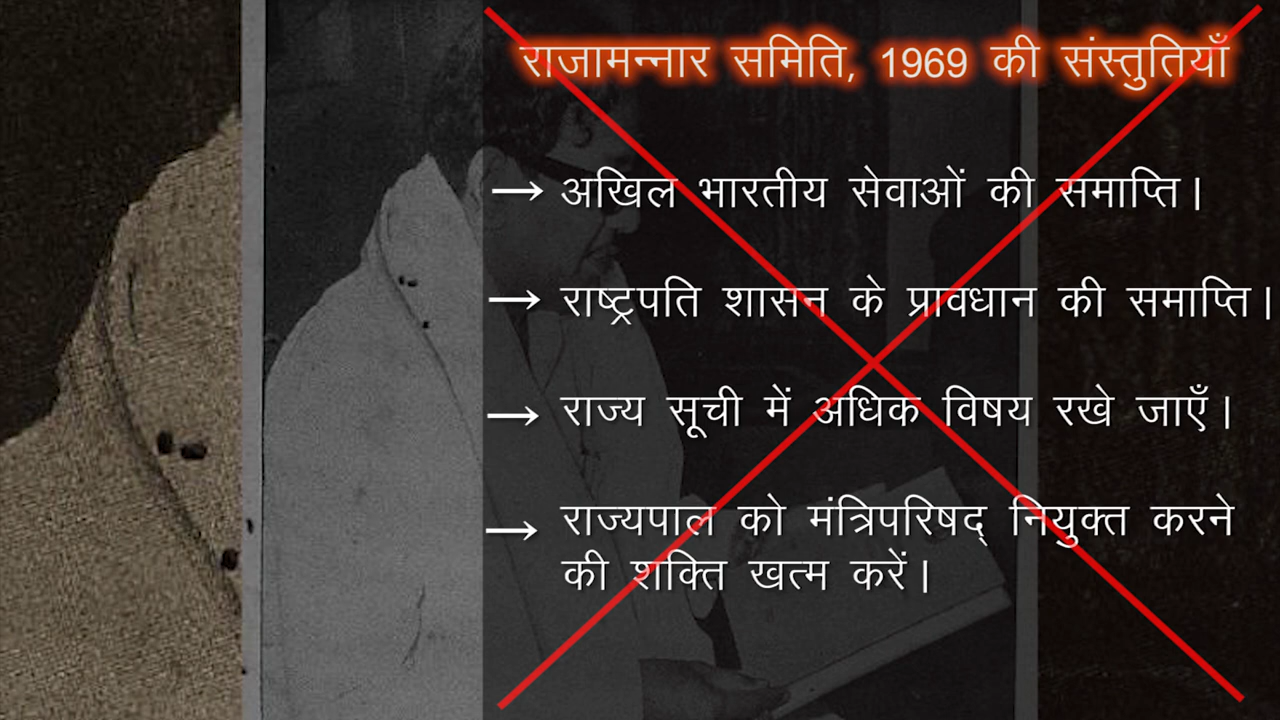 राजामन्नार समिति, 1969 की संस्तुतियाँ
→ अखिल भारतीय सेवाओं की समाप्ति।
→ राष्ट्रपति शासन के प्रावधान की समाप्ति।
→ राज्य सूची में अधिक विषय रखे जाएँ।
→ राज्यपाल को मंत्रिपरिषद् नियुक्त करने
की शक्ति खत्म करें।